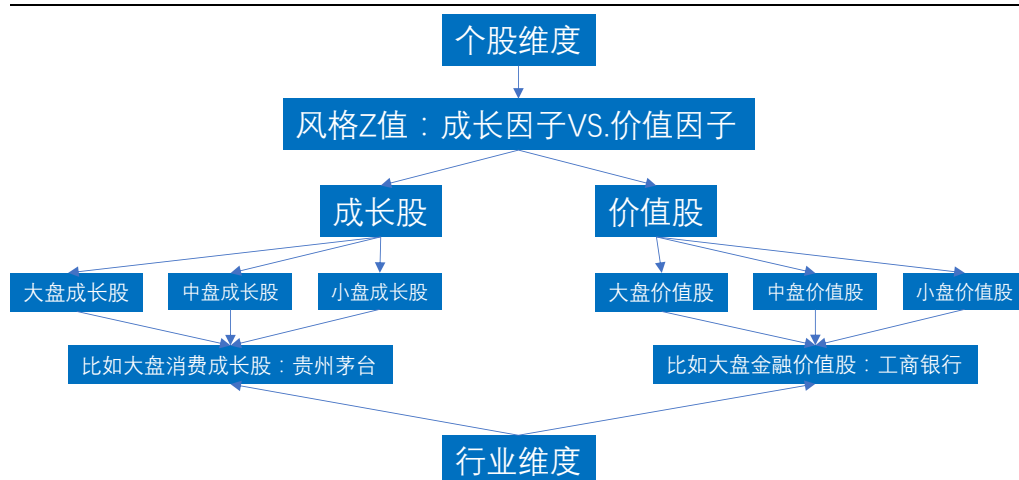 个股维度
风格Z值：成长因子VS.价值因子
成长股
价值股
大盘成长股
中盘成长股
小盘成长股
大盘价值股
中盘价值股
小盘价值股
比如大盘消费成长股：贵州茅台
比如大盘金融价值股：工商银行
行业维度